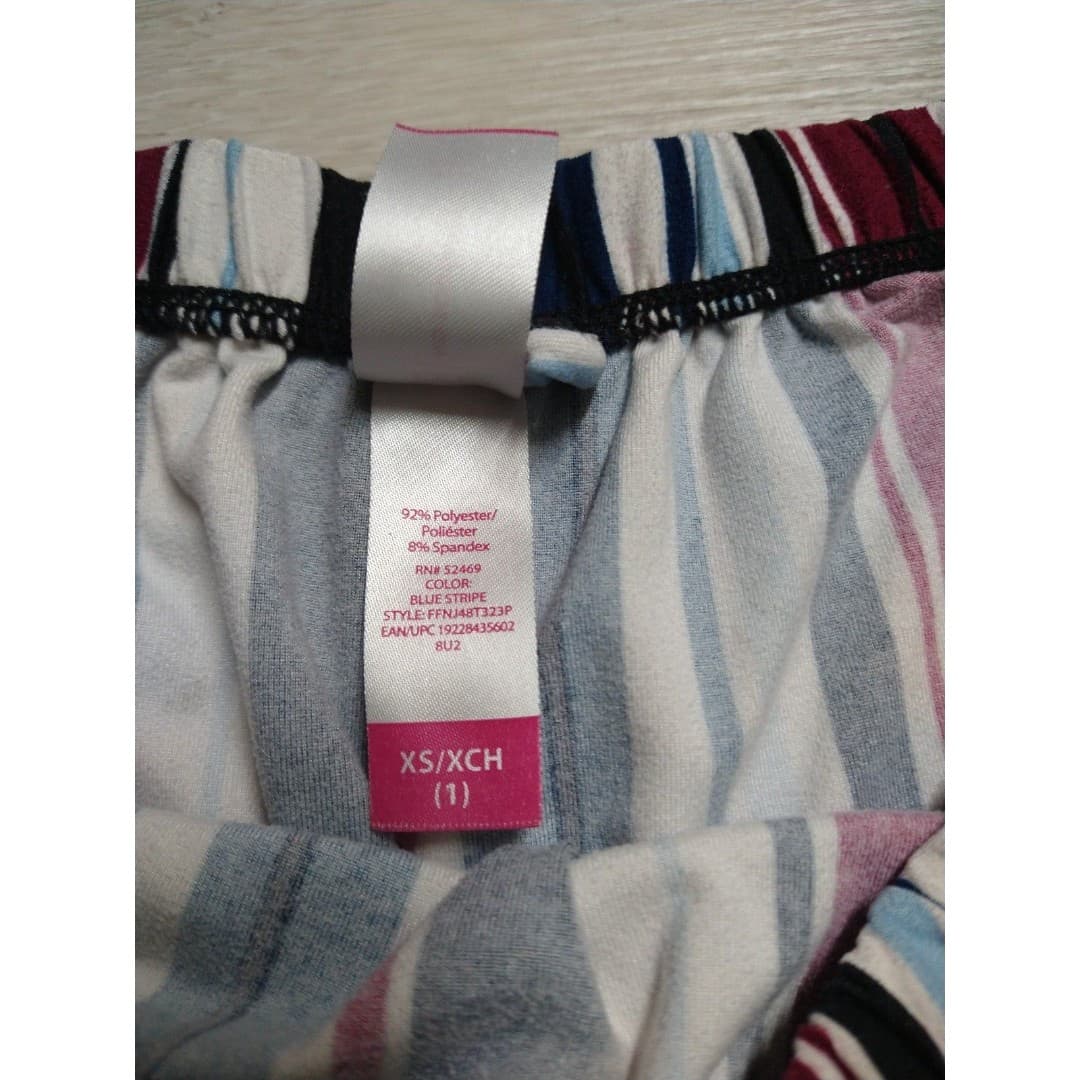 92% Polyester/
Poliéster
8% Spandex
RN# 52469
COLOR:
BLUE STRIPE
STYLE: FFNJ48T323P
EAN/UPC 19228435602
8U2
XS/XCH
(1)